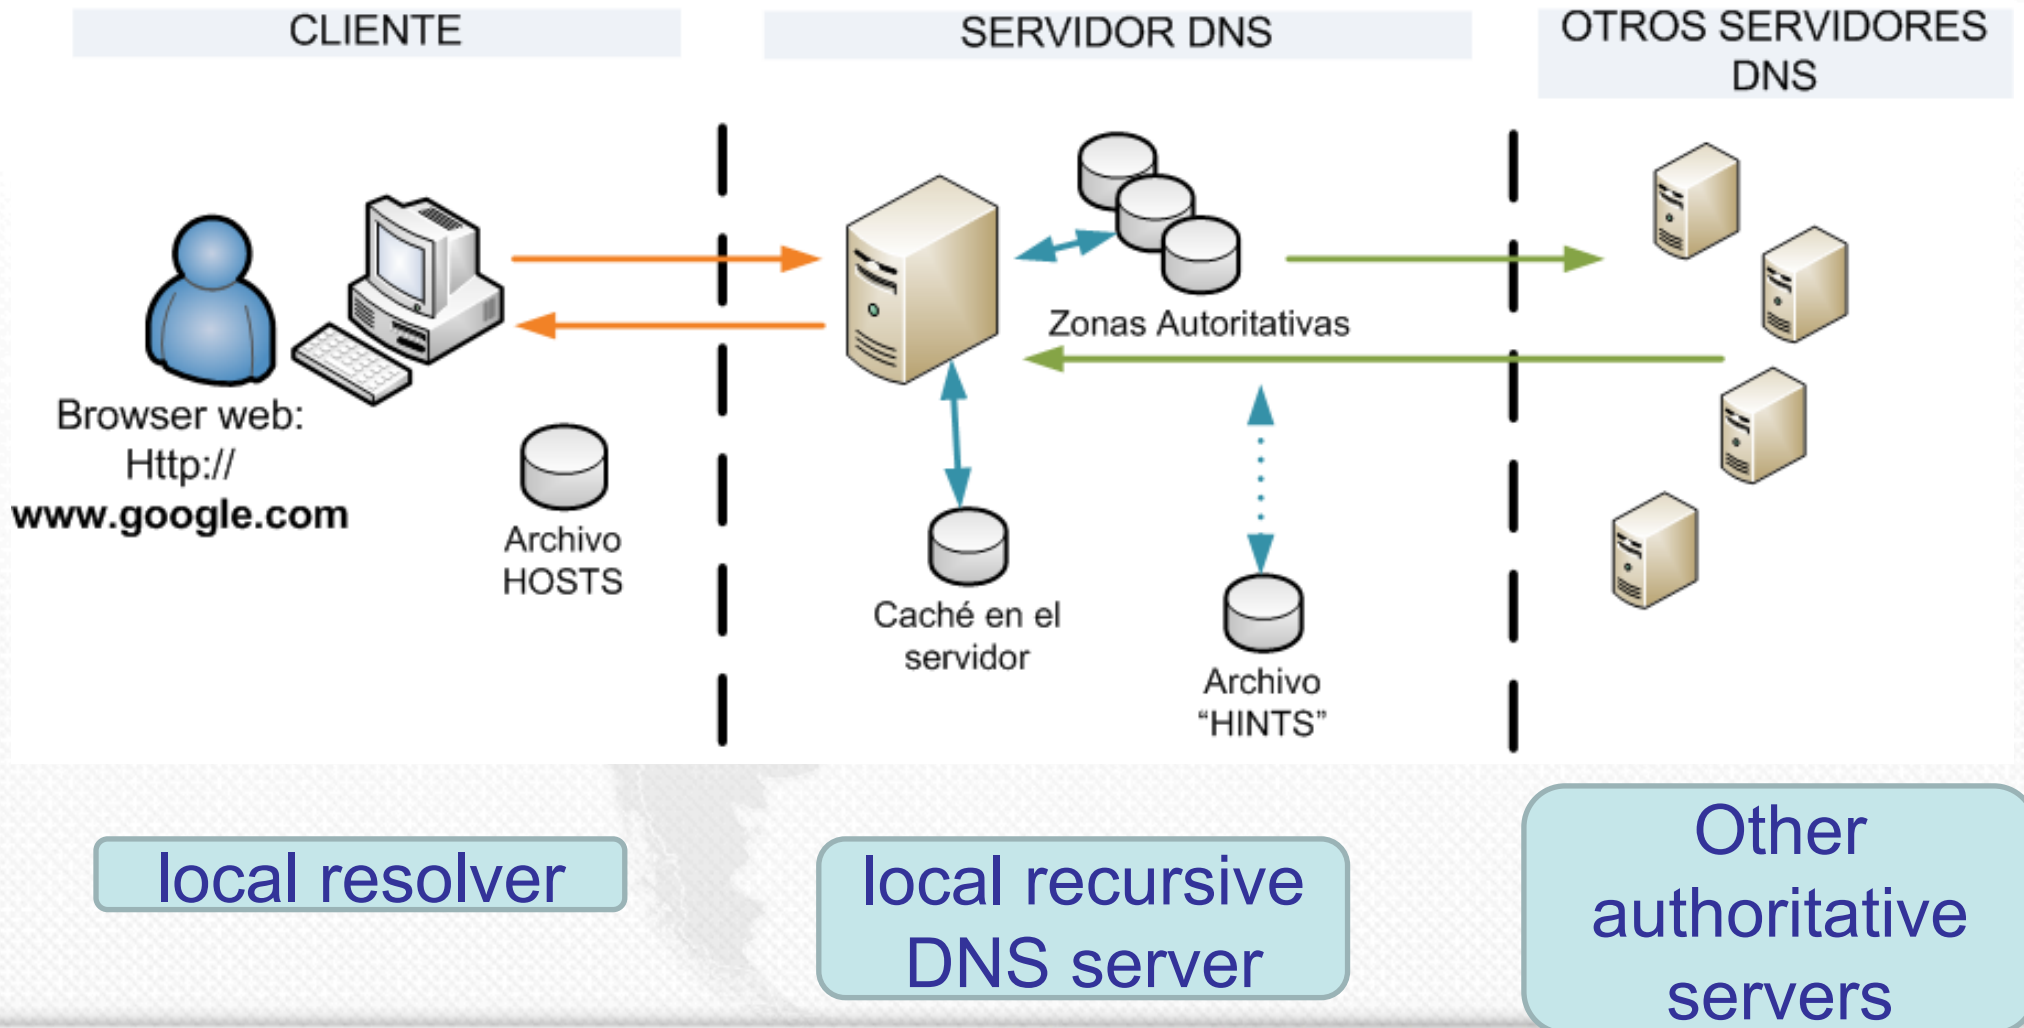 CLIENTE
SERVIDOR DNS
OTROS SERVIDORES
DNS
Browser web:
Http://
www.google.com
Archivo
HOSTS
Zonas Autoritativas
Caché en el
servidor
Archivo
“HINTS”
local resolver
local recursive
DNS server
Other
authoritative
servers